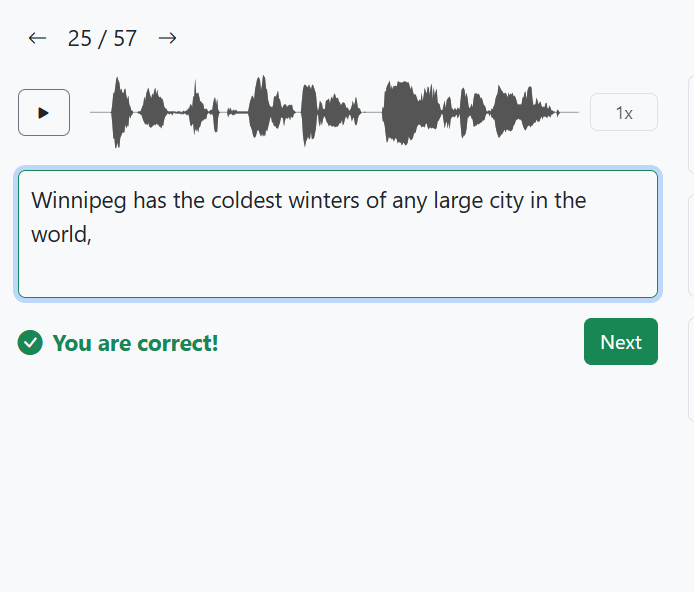 ← 25 / 57 →
1x
Winnipeg has the coldest winters of any large city in the
world,
You are correct!
Next